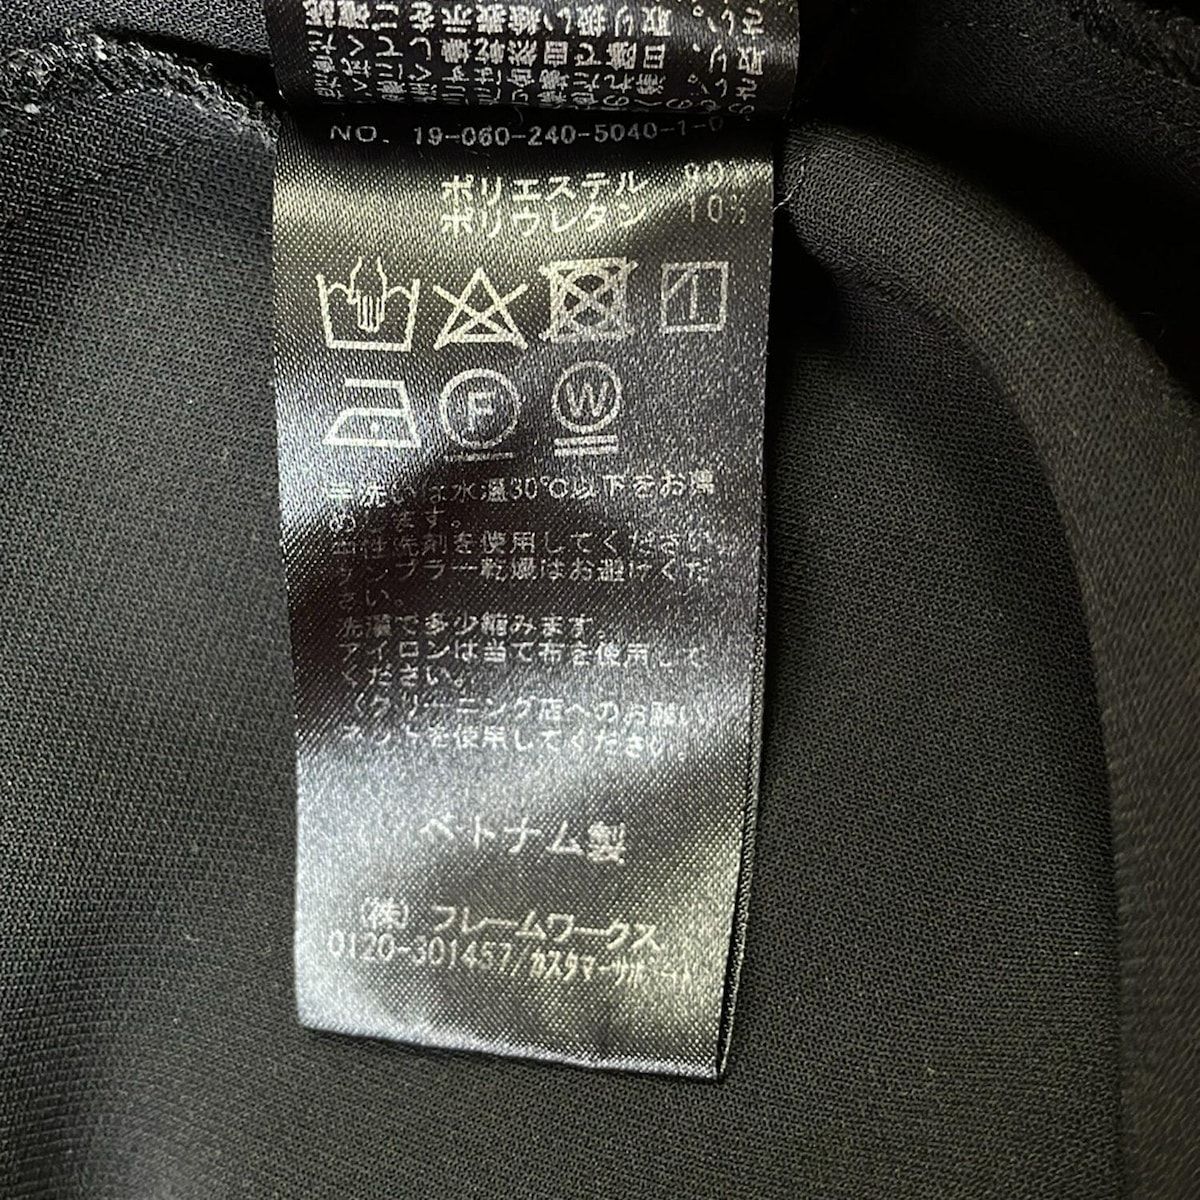 NO. 19-060-240-5040-1-0
ポリエステル 90%
ポリウレタン 10%
F
W
手洗いは水温30℃以下をお薦
めします。
中性洗剤を使用してください。
タンブラー乾燥はお避けくだ
さい。
洗濯で多少縮みます。
アイロンは当て布を使用して
ください。
〈クリーニング店へのお願い〉
ネットを使用してください。
ベトナム製
(株) フレームワークス
0120-301457/カスタマーサポート